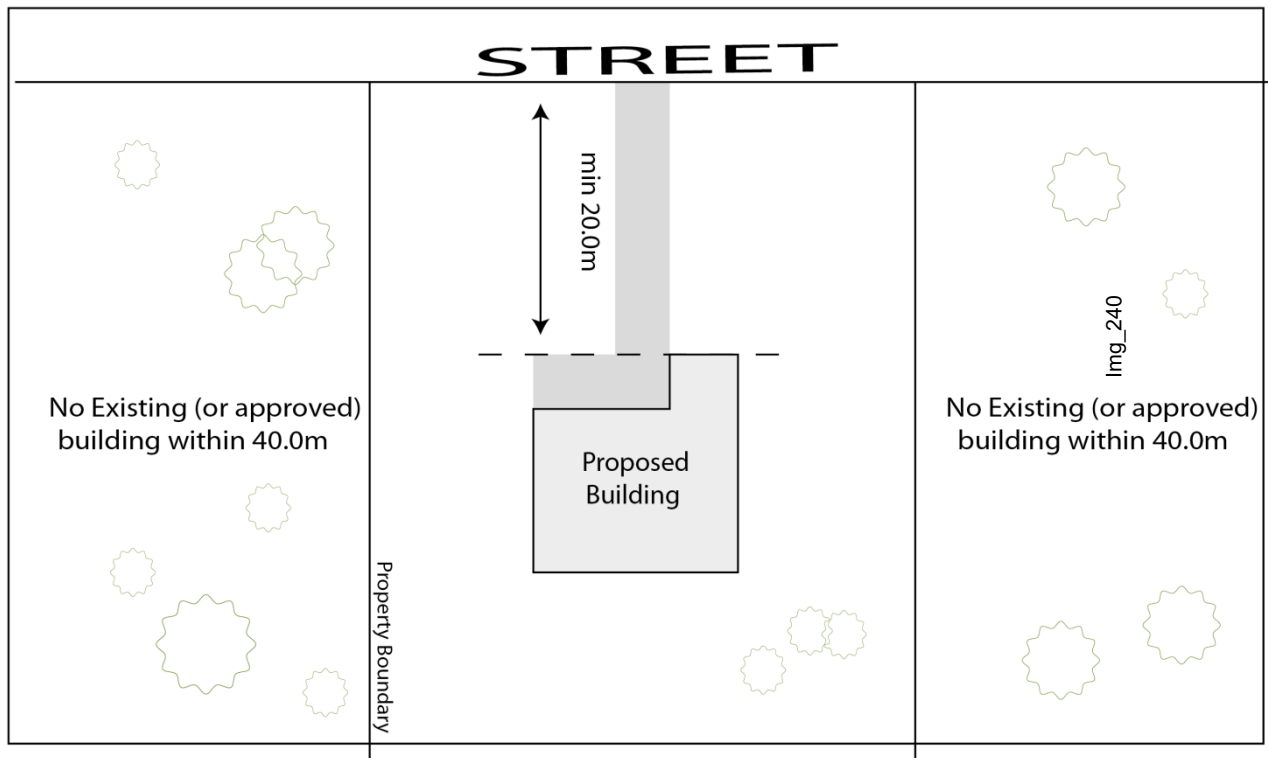 STREET
min 20.0m
Img_240
No Existing (or approved)
building within 40.0m
No Existing (or approved)
building within 40.0m
Proposed
Building
Property Boundary